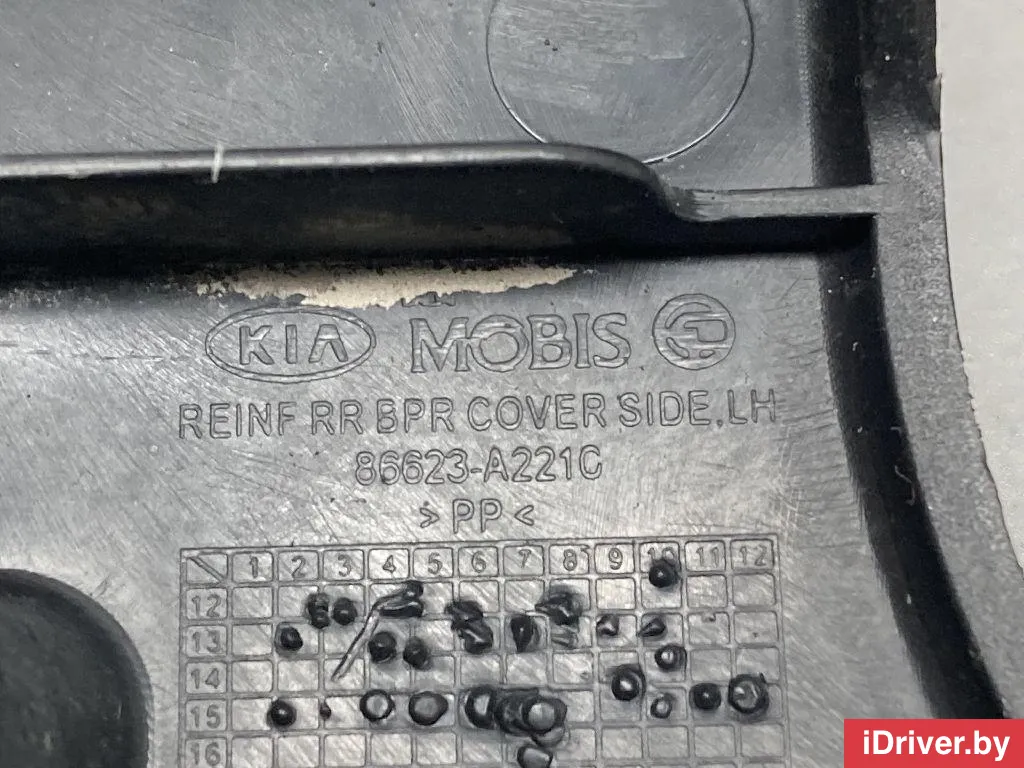 KIA MOBIS
REINF RR BPR COVER SIDE, LH
86623-A221C
>PP<
1 2 3 4 5 6 7 8 9 10 11 12
12
13
14
15
16
iDriver.by